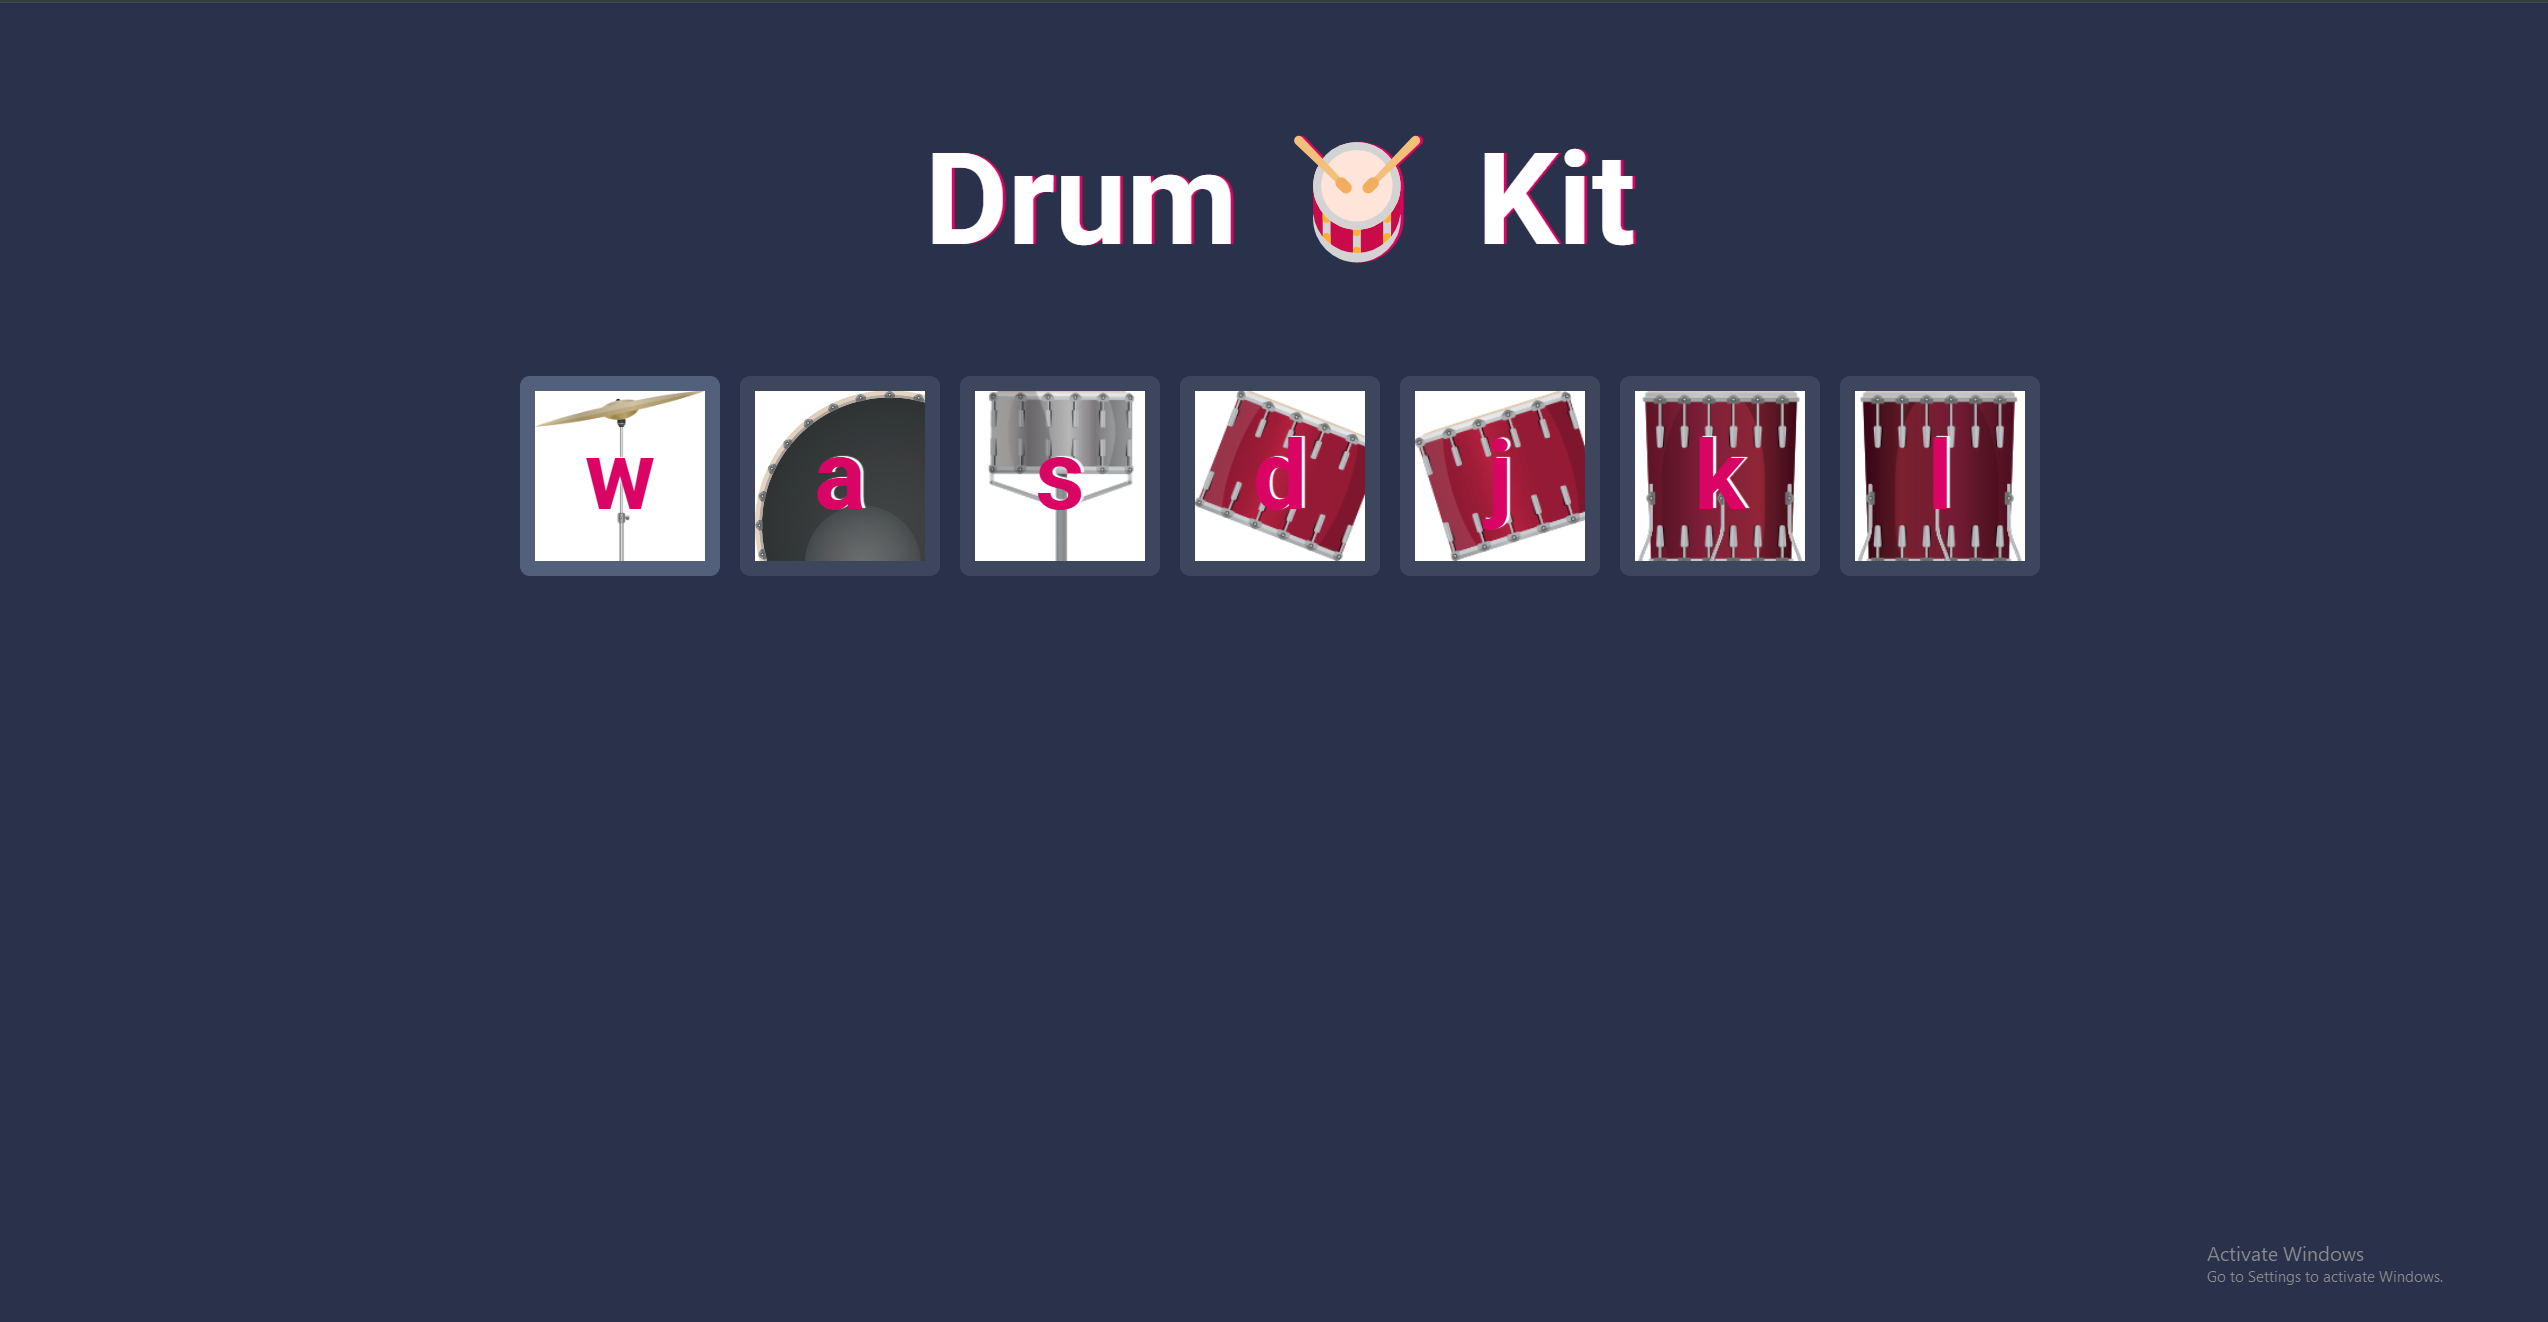 Drum Kit
w a s d j k l
Activate Windows
Go to Settings to activate Windows.